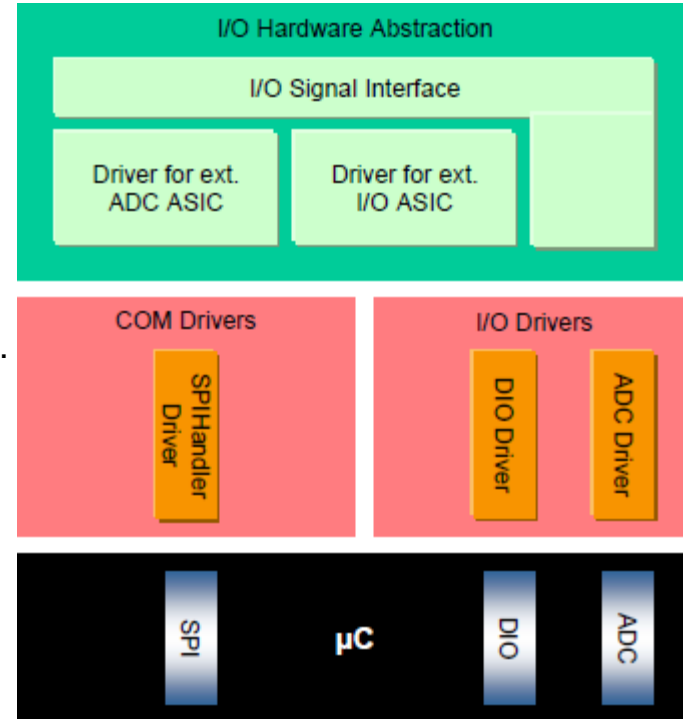 I/O Hardware Abstraction
I/O Signal Interface
Driver for ext.
ADC ASIC
Driver for ext.
I/O ASIC
COM Drivers
I/O Drivers
.
SPIHandler
Driver
DIO Driver
ADC Driver
SPI
µC
DIO
ADC